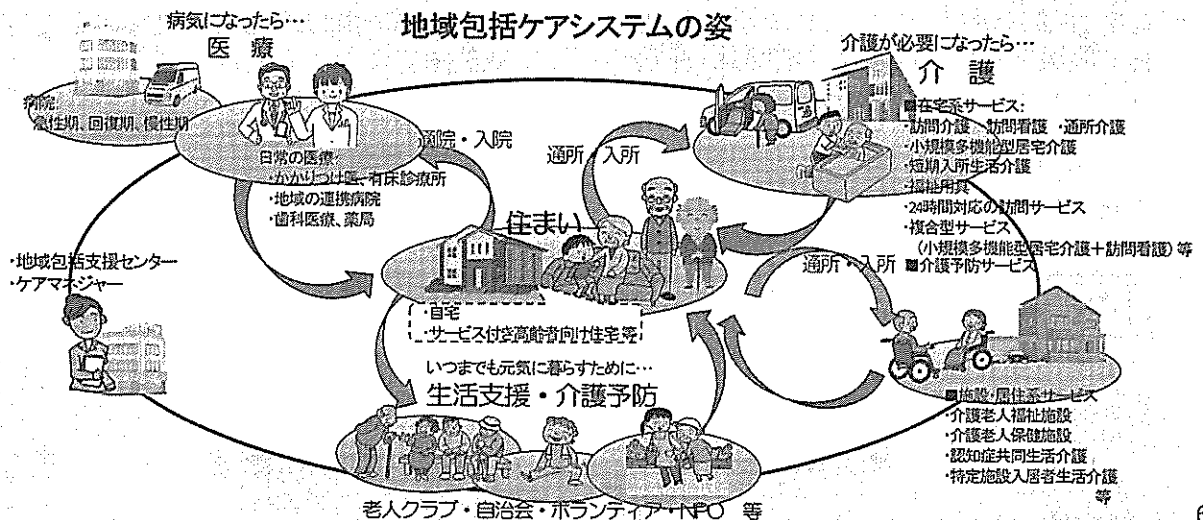 地域包括ケアシステムの姿
病気になったら…
医 療
病院:
急性期、回復期、慢性期
日常の医療:
・かかりつけ医、有床診療所
・地域の連携病院
・歯科医療、薬局
通院・入院
通所・入所
介護が必要になったら…
介 護
■在宅系サービス:
・訪問介護 ・訪問看護 ・通所介護
・小規模多機能型居宅介護
・短期入所生活介護
・福祉用具
・24時間対応の訪問サービス
・複合型サービス
(小規模多機能型居宅介護+訪問看護)等
■介護予防サービス
住まい
・自宅
・サービス付き高齢者向け住宅等
・地域包括支援センター
・ケアマネジャー
通所・入所
■施設・居住系サービス
・介護老人福祉施設
・介護老人保健施設
・認知症共同生活介護
・特定施設入居者生活介護
等
いつまでも元気に暮らすために…
生活支援・介護予防
老人クラブ・自治会・ボランティア・NPO 等